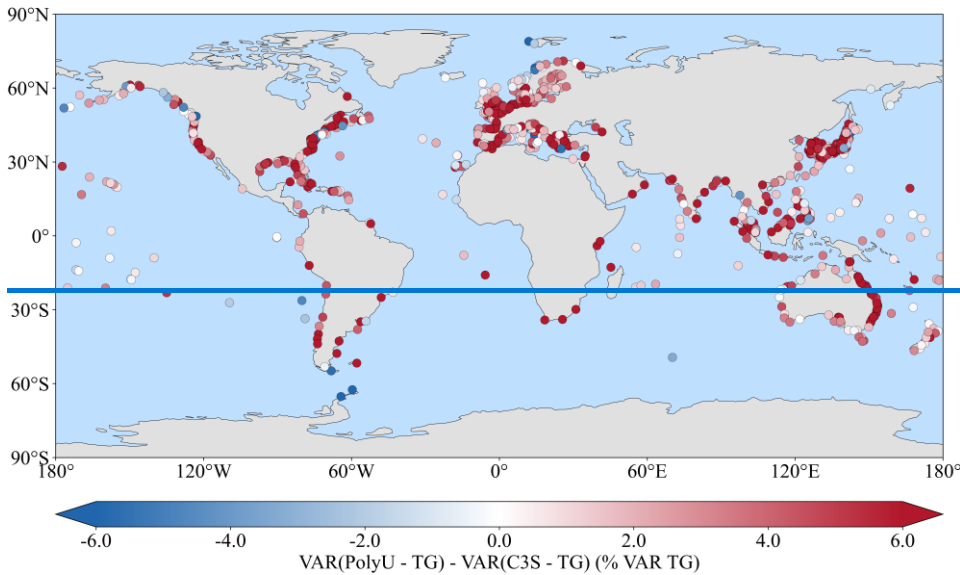 90°N
60°N
30°N
0°
30°S
60°S
90°S
180° 120°W 60°W 0° 60°E 120°E 180°
-6.0 -4.0 -2.0 0.0 2.0 4.0 6.0
VAR(PolyU - TG) - VAR(C3S - TG) (% VAR TG)